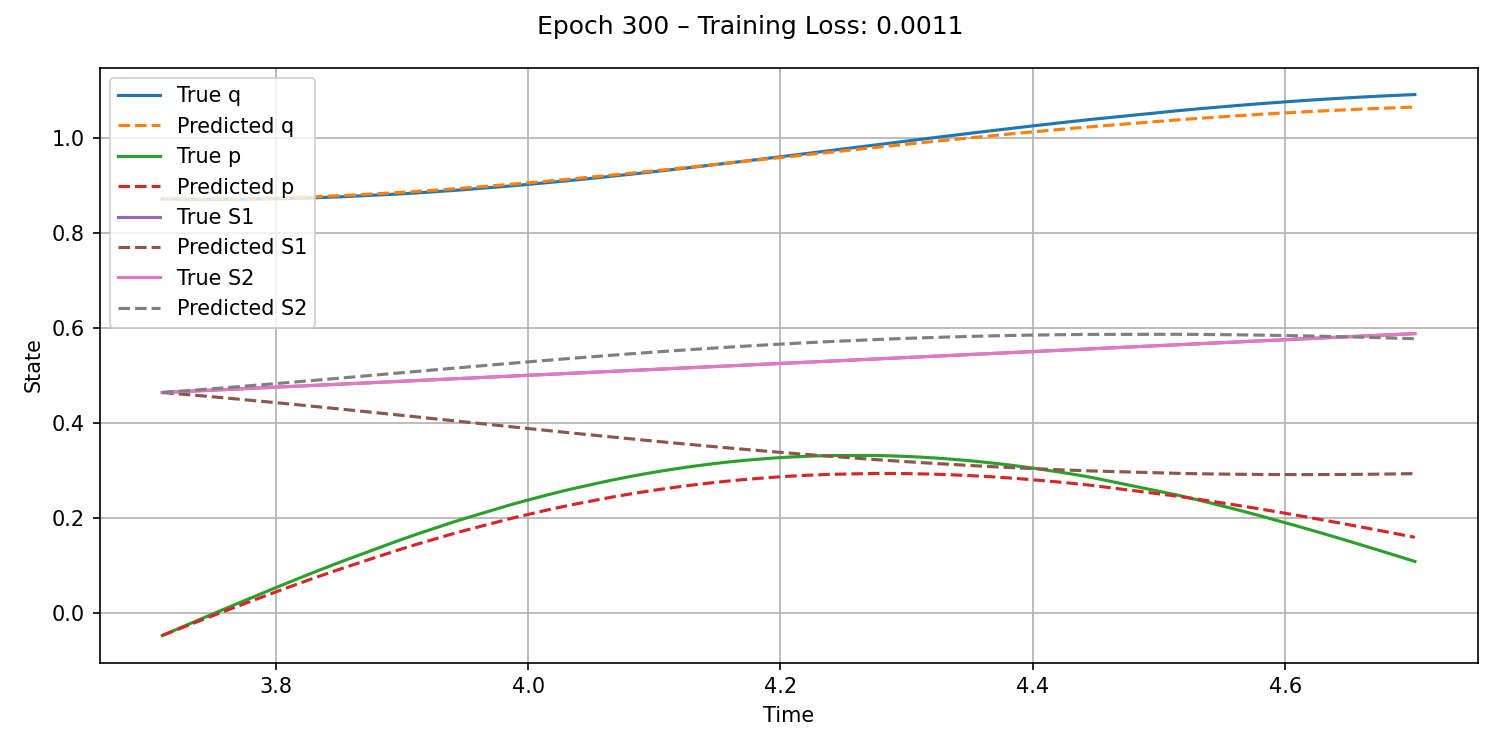 Epoch 300 – Training Loss: 0.0011
True q
Predicted q
True p
Predicted p
True S1
Predicted S1
True S2
Predicted S2
State
1.0
0.8
0.6
0.4
0.2
0.0
3.8 4.0 4.2 4.4 4.6
Time